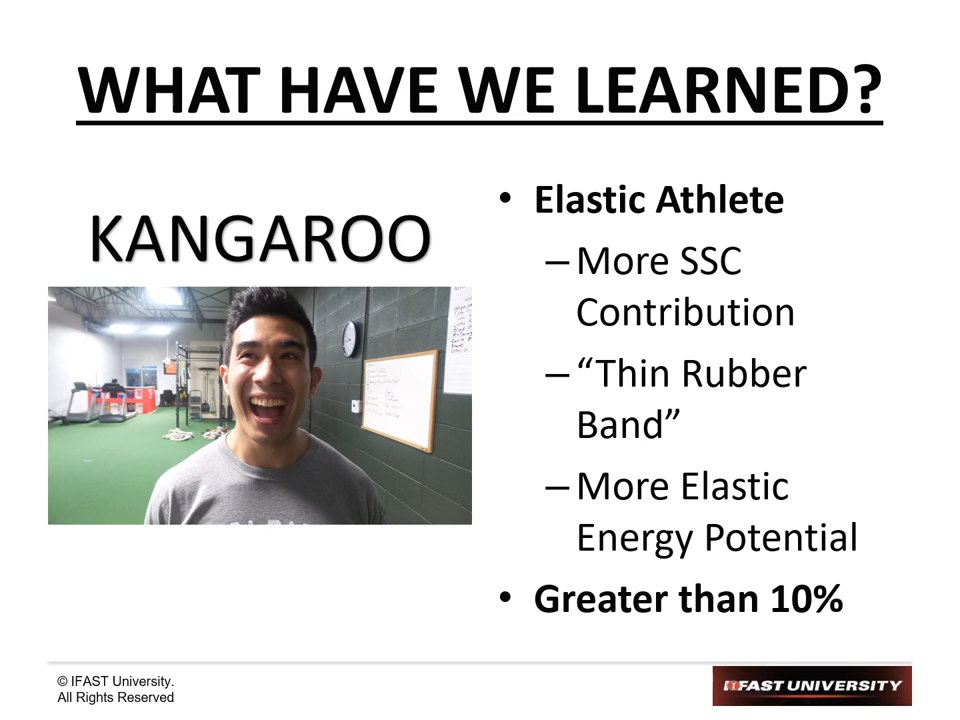 WHAT HAVE WE LEARNED?
KANGAROO
• Elastic Athlete
– More SSC
Contribution
– “Thin Rubber
Band”
– More Elastic
Energy Potential
• Greater than 10%
© IFAST University.
All Rights Reserved
IFAST UNIVERSITY